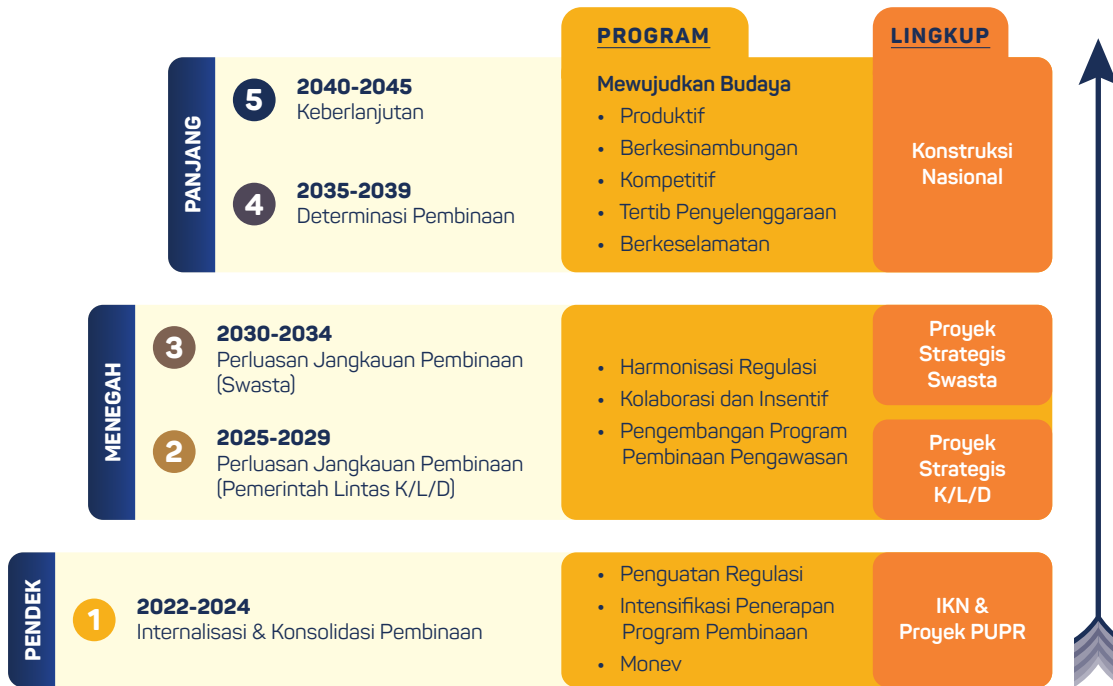 PROGRAM
LINGKUP
PANJANG
5
2040-2045
Keberlanjutan
4
2035-2039
Determinasi Pembinaan
Mewujudkan Budaya
• Produktif
• Berkesinambungan
• Kompetitif
• Tertib Penyelenggaraan
• Berkeselamatan
Konstruksi
Nasional
MENEGAH
3
2030-2034
Perluasan Jangkauan Pembinaan
(Swasta)
2
2025-2029
Perluasan Jangkauan Pembinaan
(Pemerintah Lintas K/L/D)
• Harmonisasi Regulasi
• Kolaborasi dan Insentif
• Pengembangan Program
Pembinaan Pengawasan
Proyek
Strategis
Swasta
Proyek
Strategis
K/L/D
PENDEK
1
2022-2024
Internalisasi & Konsolidasi Pembinaan
• Penguatan Regulasi
• Intensifikasi Penerapan
Program Pembinaan
• Monev
IKN &
Proyek PUPR